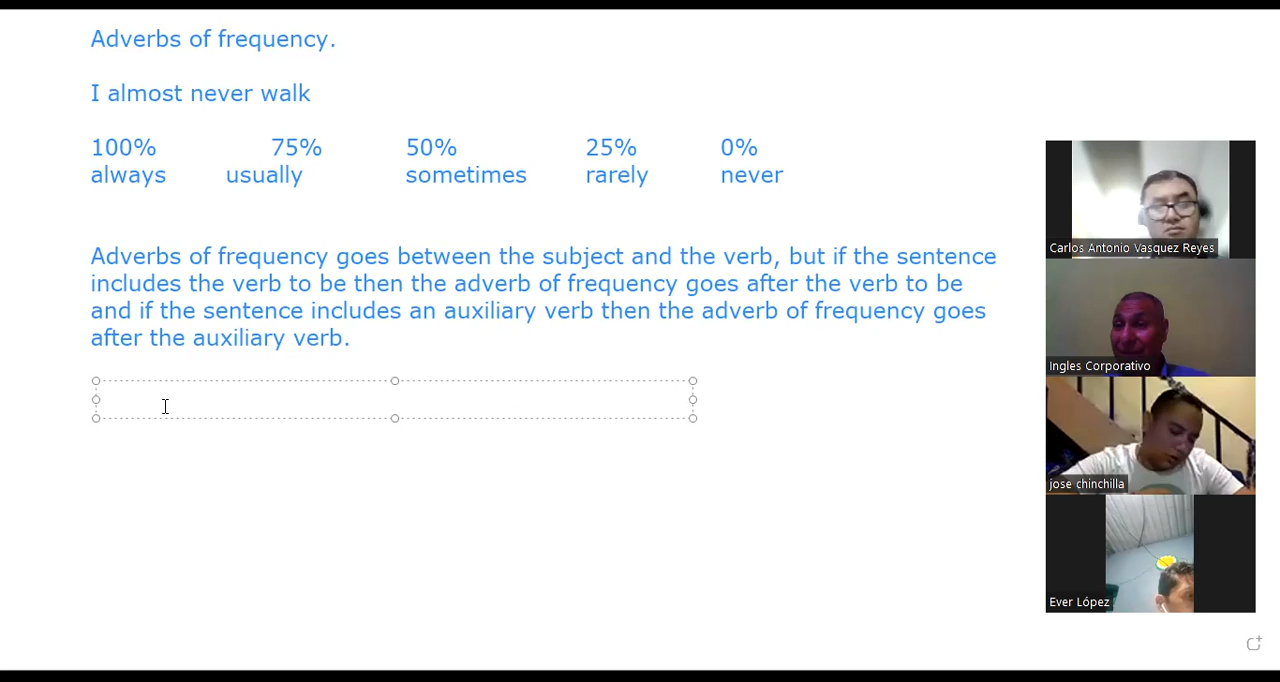 Adverbs of frequency.
I almost never walk
100% 75% 50% 25% 0%
always usually sometimes rarely never
Adverbs of frequency goes between the subject and the verb, but if the sentence
includes the verb to be then the adverb of frequency goes after the verb to be
and if the sentence includes an auxiliary verb then the adverb of frequency goes
after the auxiliary verb.
Carlos Antonio Vasquez Reyes
Ingles Corporativo
jose chinchilla
Ever López